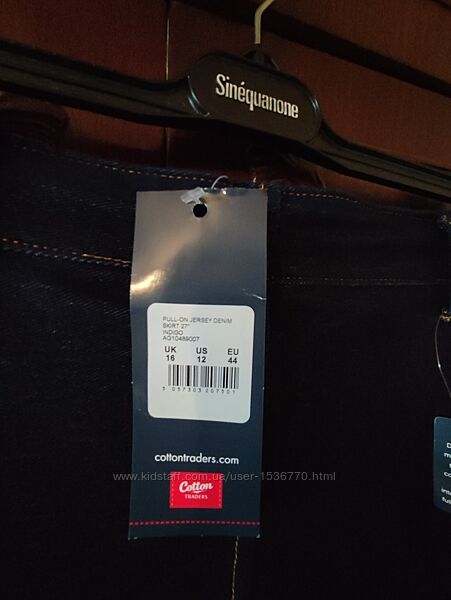 Sinéquanone
PULL-ON JERSEY DENIM
SKIRT 27"
INDIGO
AG10489007
UK US EU
16 12 44
cottontraders.com
www.kidstaff.com.ua/user-1536770.html
Cotton
TRADERS